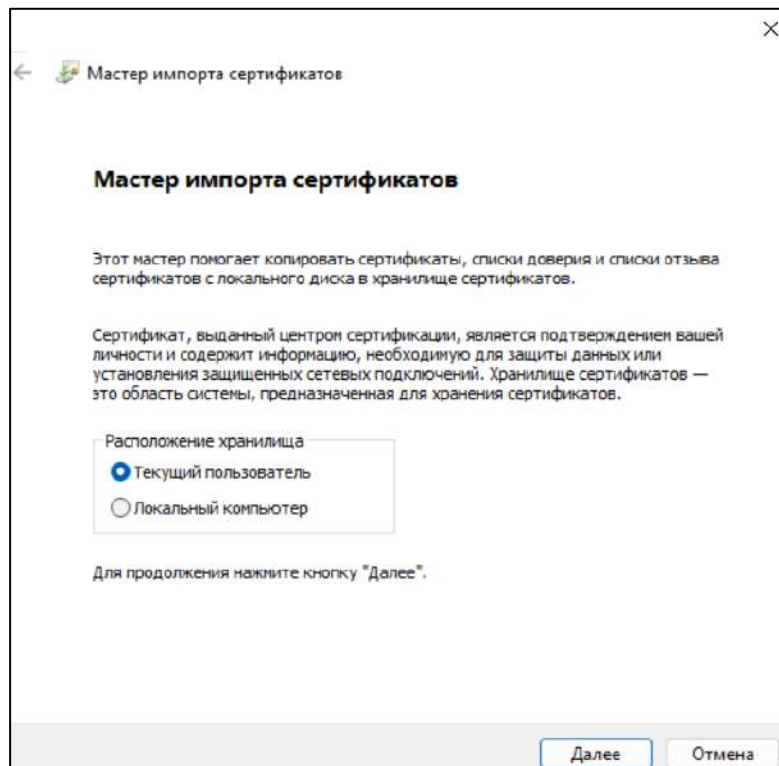 Мастер импорта сертификатов
Мастер импорта сертификатов
Этот мастер помогает копировать сертификаты, списки доверия и списки отзыва
сертификатов с локального диска в хранилище сертификатов.
Сертификат, выданный центром сертификации, является подтверждением вашей
личности и содержит информацию, необходимую для защиты данных или
установления защищенных сетевых подключений. Хранилище сертификатов —
это область системы, предназначенная для хранения сертификатов.
Расположение хранилища
Текущий пользователь
Локальный компьютер
Для продолжения нажмите кнопку "Далее".
Далее
Отмена